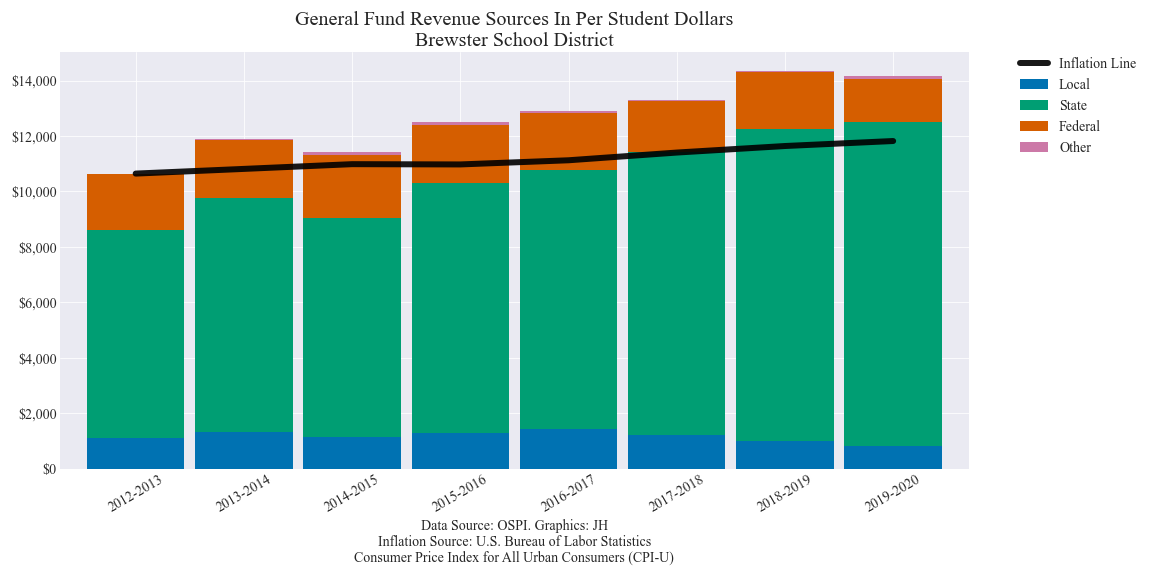 General Fund Revenue Sources In Per Student Dollars
Brewster School District
$14,000
$12,000
$10,000
$8,000
$6,000
$4,000
$2,000
$0
Inflation Line
Local
State
Federal
Other
2012-2013
2013-2014
2014-2015
2015-2016
2016-2017
2017-2018
2018-2019
2019-2020
Data Source: OSPI. Graphics: JH
Inflation Source: U.S. Bureau of Labor Statistics
Consumer Price Index for All Urban Consumers (CPI-U)